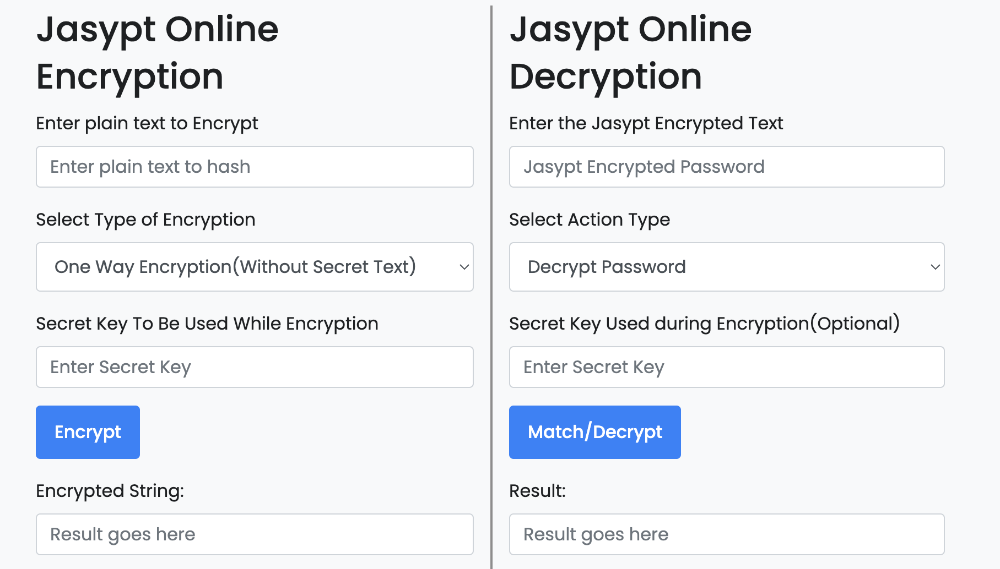 Jasypt Online
Encryption
Enter plain text to Encrypt
Enter plain text to hash
Select Type of Encryption
One Way Encryption(Without Secret Text)
Secret Key To Be Used While Encryption
Enter Secret Key
Encrypt
Encrypted String:
Result goes here
Jasypt Online
Decryption
Enter the Jasypt Encrypted Text
Jasypt Encrypted Password
Select Action Type
Decrypt Password
Secret Key Used during Encryption(Optional)
Enter Secret Key
Match/Decrypt
Result:
Result goes here